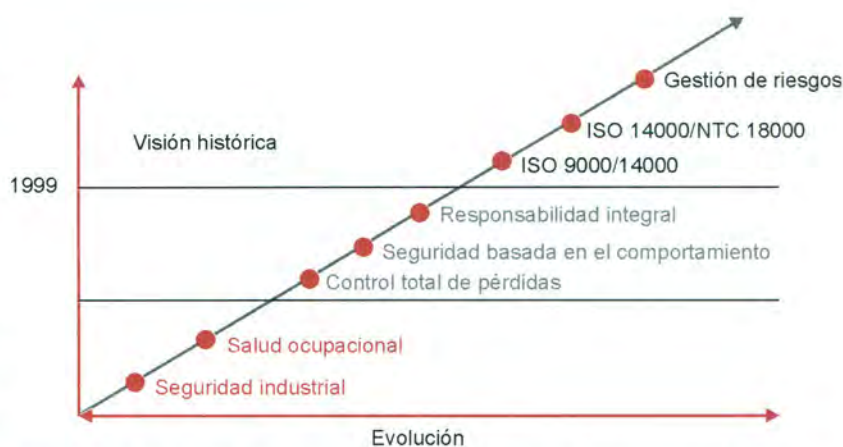 Gestión de riesgos
ISO 14000/NTC 18000
Visión histórica
ISO 9000/14000
1999
Responsabilidad integral
Seguridad basada en el comportamiento
Control total de pérdidas
Salud ocupacional
Seguridad industrial
Evolución